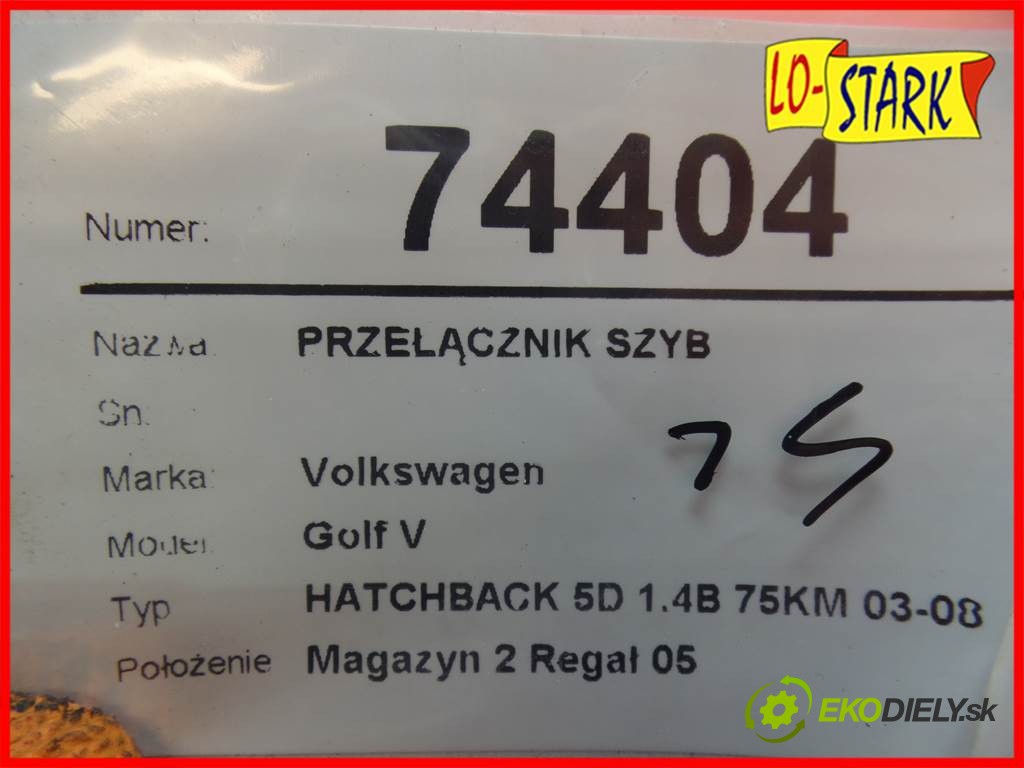 LO-STARK
Numer: 74404
Nazwa PRZEŁĄCZNIK SZYB
Sn.
Marka: Volkswagen
Model Golf V
Typ HATCHBACK 5D 1.4B 75KM 03-08
Położenie Magazyn 2 Regał 05
EKODIELY.sk